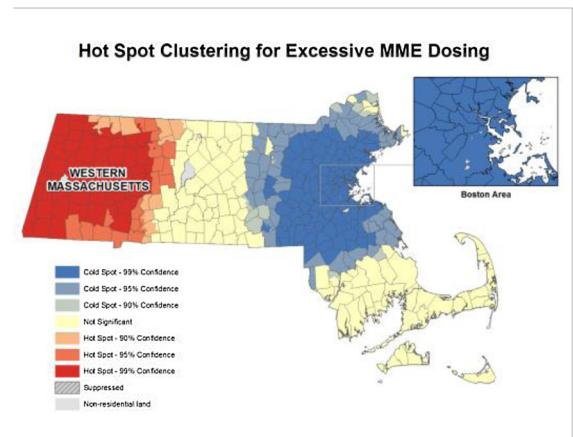 Hot Spot Clustering for Excessive MME Dosing
WESTERN
MASSACHUSETTS
Boston Area
Cold Spot - 99% Confidence
Cold Spot - 95% Confidence
Cold Spot - 90% Confidence
Not Significant
Hot Spot - 90% Confidence
Hot Spot - 95% Confidence
Hot Spot - 99% Confidence
Suppressed
Non-residential land